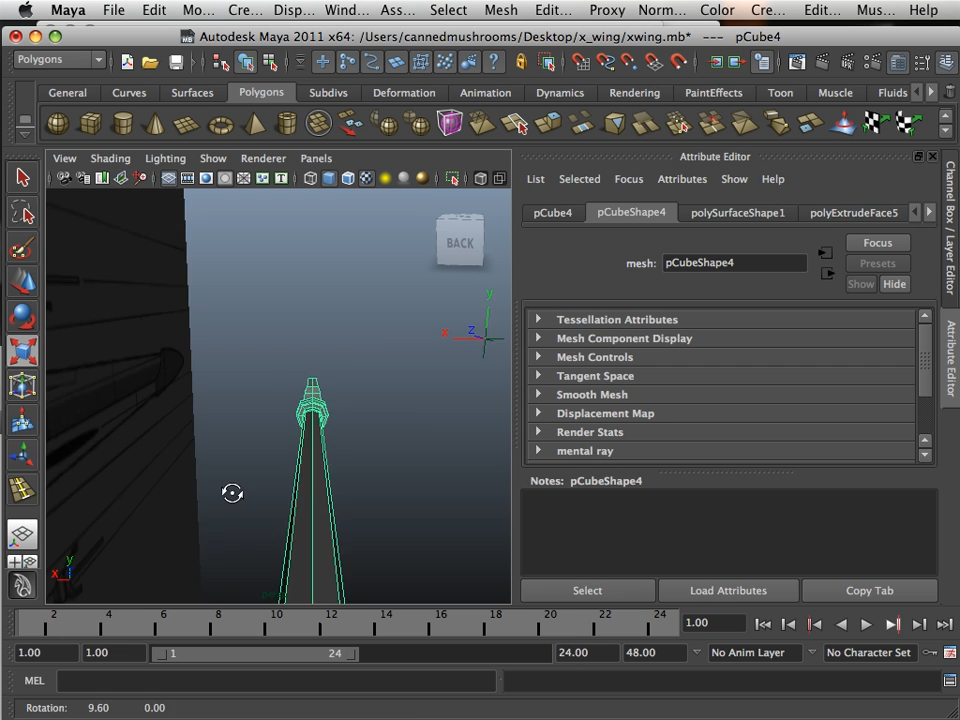 Maya File Edit Mo... Cre... Disp... Wind... Ass... Select Mesh Edit... Proxy Norm... Color Cre... Edit... Mus... Help
Autodesk Maya 2011 x64: /Users/cannedmushrooms/Desktop/x_wing/xwing.mb* --- pCube4
Polygons
General Curves Surfaces Polygons Subdivs Deformation Animation Dynamics Rendering PaintEffects Toon Muscle Fluids
View Shading Lighting Show Renderer Panels
BACK
y
x
z
y
x
Attribute Editor
List Selected Focus Attributes Show Help
pCube4 pCubeShape4 polySurfaceShape1 polyExtrudeFace5
mesh: pCubeShape4
Focus
Presets
Show Hide
Tessellation Attributes
Mesh Component Display
Mesh Controls
Tangent Space
Smooth Mesh
Displacement Map
Render Stats
mental ray
Notes: pCubeShape4
Select Load Attributes Copy Tab
Channel Box / Layer Editor
Attribute Editor
2 4 6 8 10 12 14 16 18 20 22 24
1.00
1.00 1.00 1 24 24.00 48.00 No Anim Layer No Character Set
MEL
Rotation: 9.60 0.00